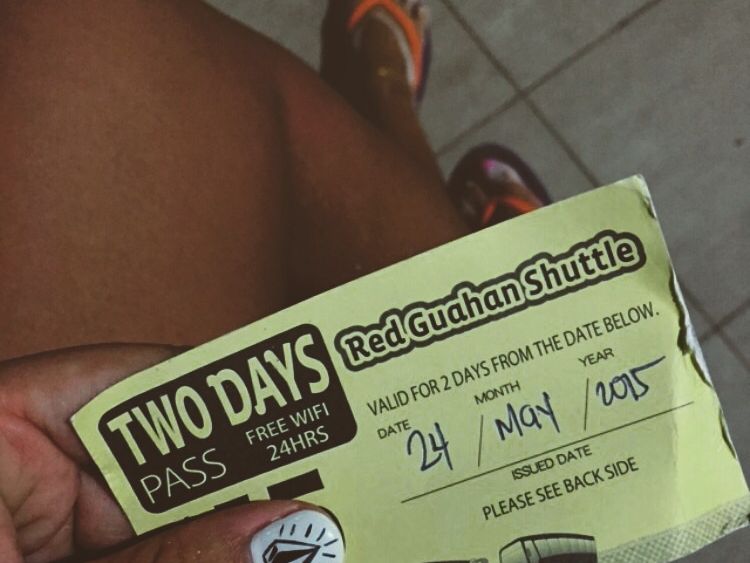 Red Guahan Shuttle
TWO DAYS
PASS
FREE WIFI
24HRS
VALID FOR 2 DAYS FROM THE DATE BELOW.
DATE MONTH YEAR
24 / MAY / 2015
ISSUED DATE
PLEASE SEE BACK SIDE